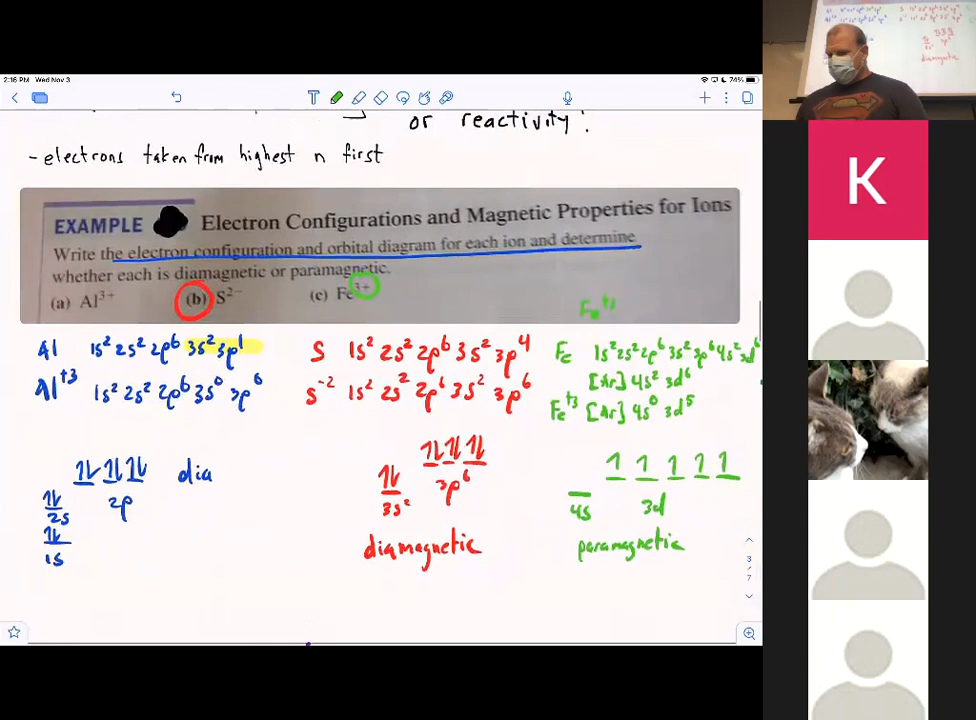 2:16 PM Wed Nov 3
74%
or reactivity.
- electrons taken from highest n first
EXAMPLE Electron Configurations and Magnetic Properties for Ions
Write the electron configuration and orbital diagram for each ion and determine
whether each is diamagnetic or paramagnetic.
(a) Al³⁺ (b) S²⁻ (c) Fe³⁺
Al 1s² 2s² 2p⁶ 3s² 3p¹
Al⁺³ 1s² 2s² 2p⁶ 3s⁰ 3p⁰
2p
dia
2s
1s
S 1s² 2s² 2p⁶ 3s² 3p⁴
S⁻² 1s² 2s² 2p⁶ 3s² 3p⁶
3p⁶
3s²
diamagnetic
Fe 1s² 2s² 2p⁶ 3s² 3p⁶ 4s² 3d⁶
[Ar] 4s² 3d⁶
Fe⁺³ [Ar] 4s⁰ 3d⁵
4s 3d
paramagnetic
3
/
7
K